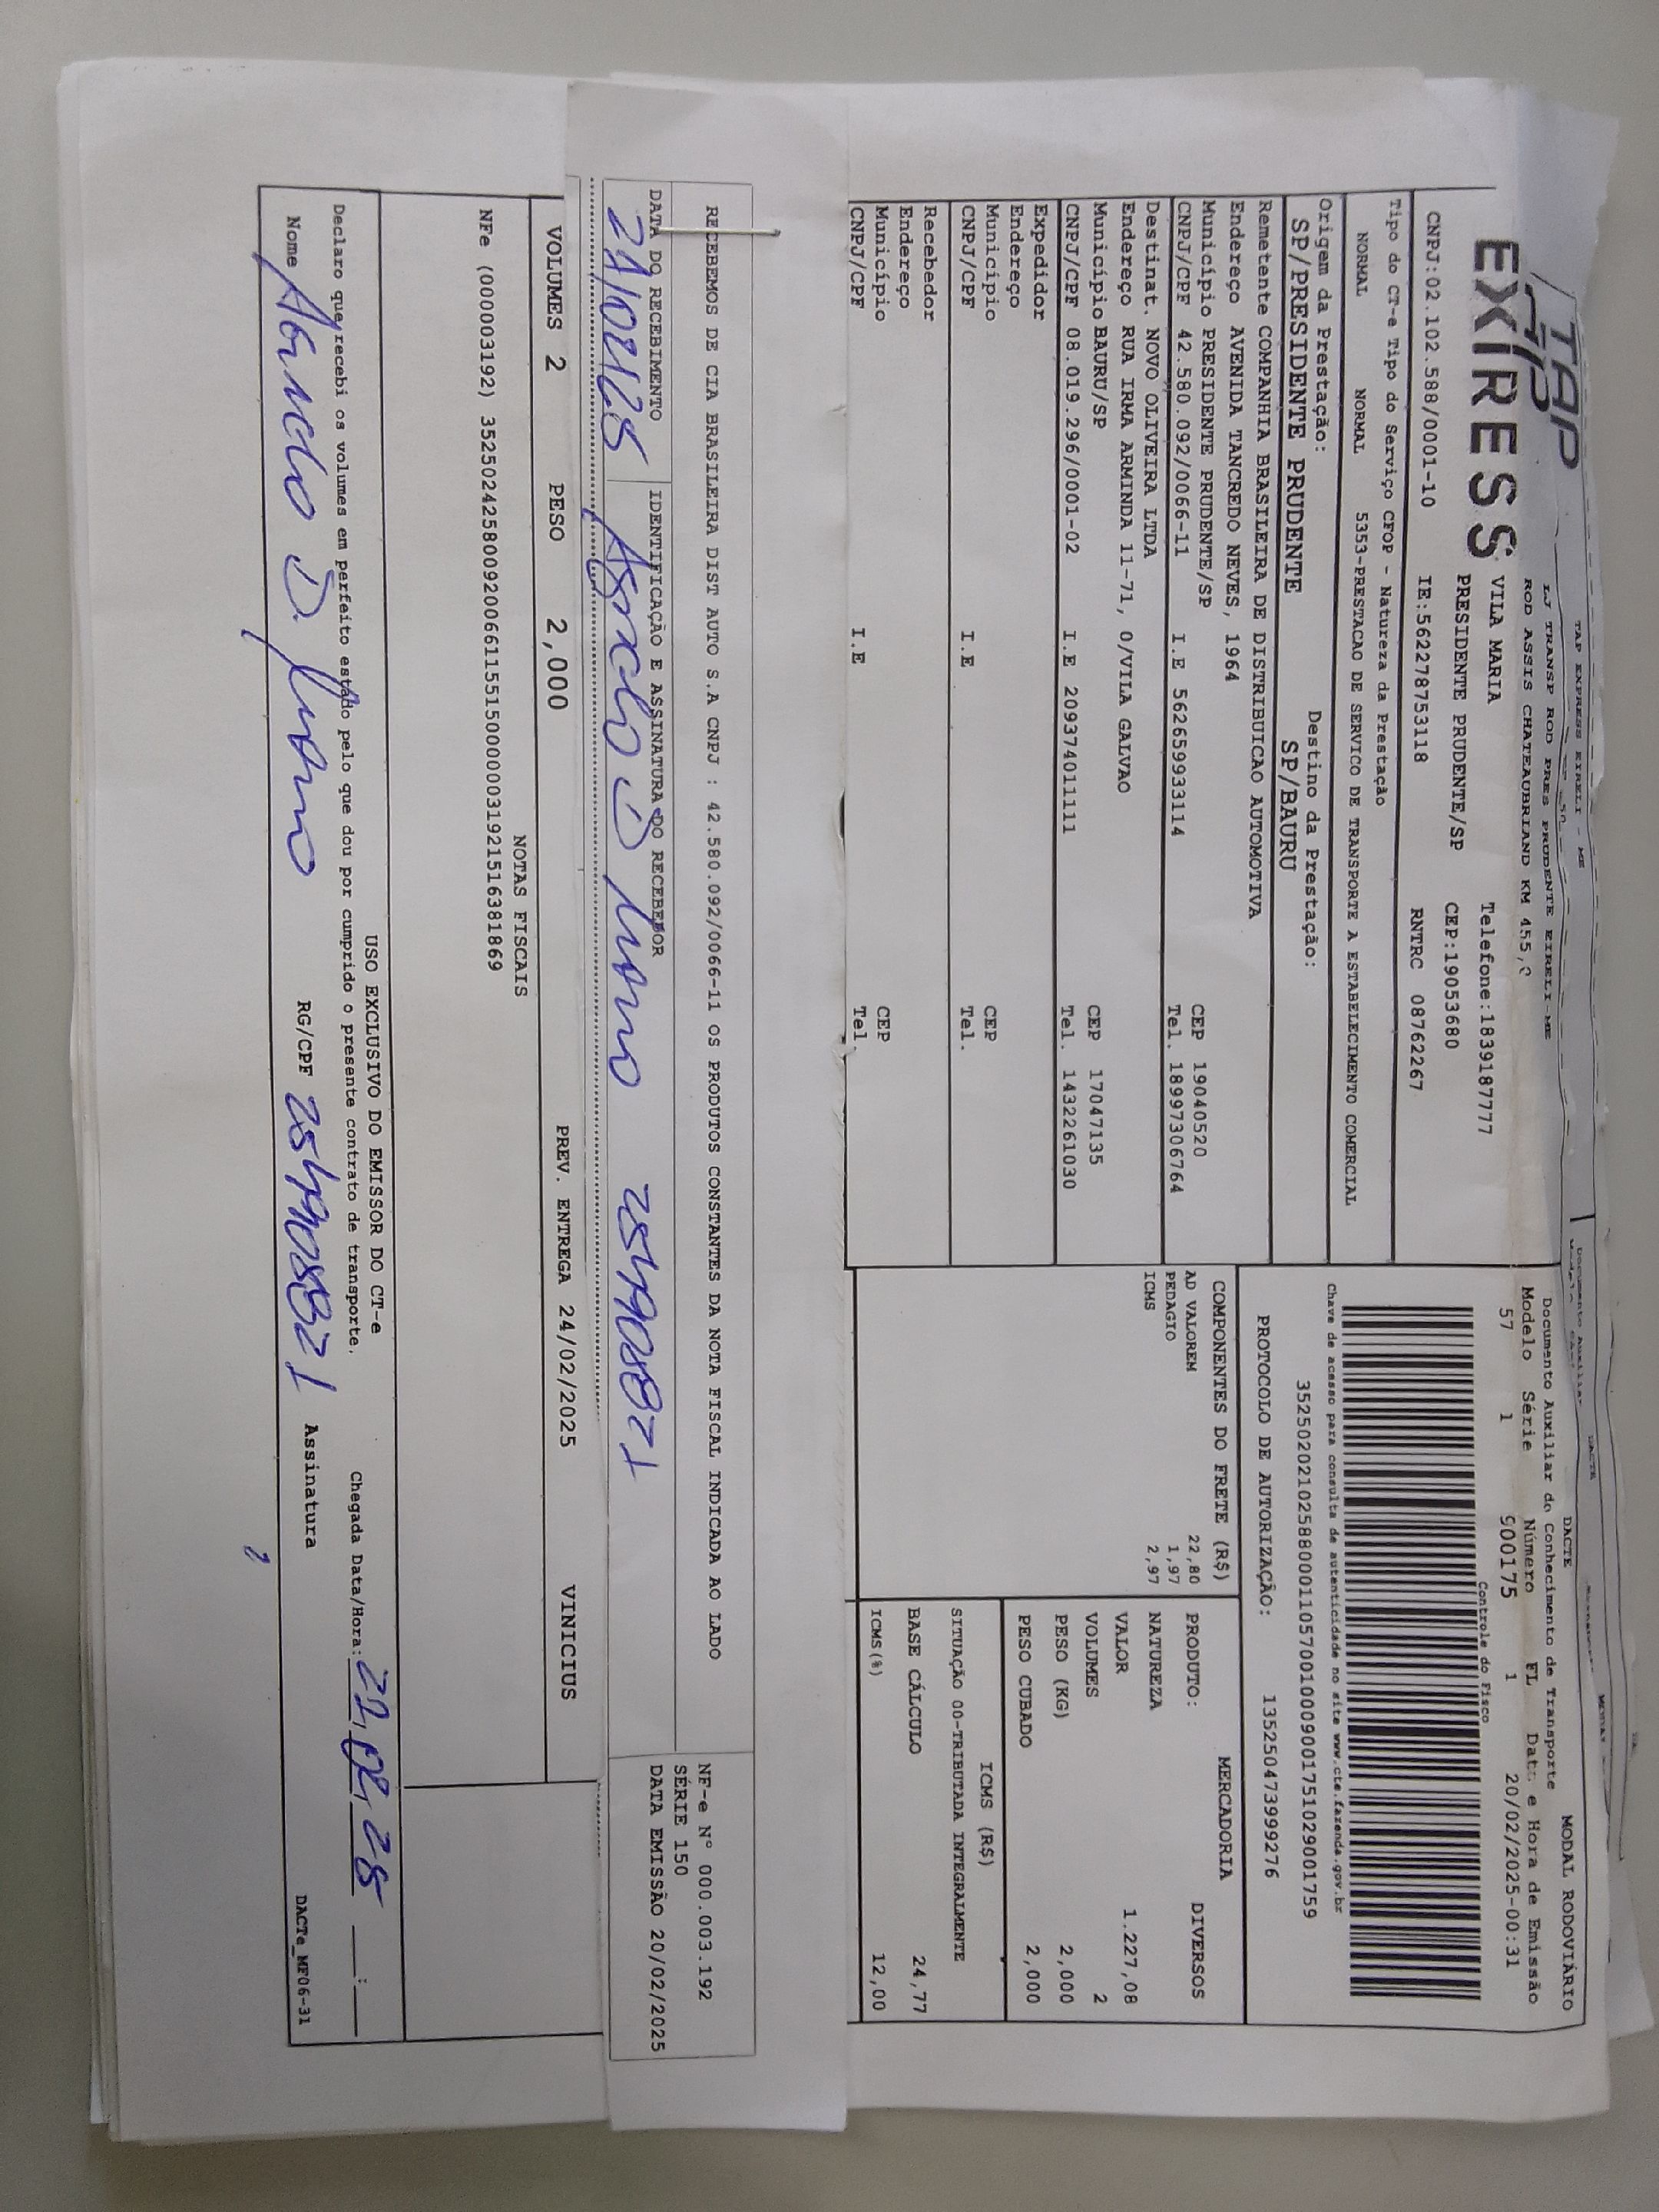 TAP
EXPRESS
TAP EXPRESS EIRELI - ME
LJ TRANSP ROD PRES PRUDENTE EIRELI-ME
ROD ASSIS CHATEAUBRIAND KM 455,
VILA MARIA Telefone:1839187777
PRESIDENTE PRUDENTE/SP CEP:19053680
CNPJ:02.102.588/0001-10 IE:562278753118 RNTRC 08762267
Tipo do CT-e Tipo do Serviço CFOP - Natureza da Prestação
NORMAL NORMAL 5353-PRESTACAO DE SERVICO DE TRANSPORTE A ESTABELECIMENTO COMERCIAL
Origem da Prestação: Destino da Prestação:
SP/PRESIDENTE PRUDENTE SP/BAURU
Remetente COMPANHIA BRASILEIRA DE DISTRIBUICAO AUTOMOTIVA
Endereço AVENIDA TANCREDO NEVES, 1964
Município PRESIDENTE PRUDENTE/SP CEP 19040520
CNPJ/CPF 42.580.092/0066-11 I.E 562659933114 Tel. 18997306764
Destinat. NOVO OLIVEIRA LTDA
Endereço RUA IRMA ARMINDA 11-71, 0/VILA GALVAO
Município BAURU/SP CEP 17047135
CNPJ/CPF 08.019.296/0001-02 I.E 209374011111 Tel. 1432261030
Expedidor
Endereço
Município CEP
CNPJ/CPF I.E Tel.
Recebedor
Endereço
Município CEP
CNPJ/CPF I.E Tel.
DACTE MODAL RODOVIÁRIO
Documento Auxiliar do Conhecimento de Transporte
Modelo Série Número FL Data e Hora de Emissão
57 1 900175 1 20/02/2025-00:31
Controle do Fisco
Chave de acesso para consulta de autenticidade no site www.cte.fazenda.gov.br
35250202102588000110570010009001751029001759
PROTOCOLO DE AUTORIZAÇÃO: 135250473999276
COMPONENTES DO FRETE (R$)
AD VALOREM 22,80
PEDAGIO 1,97
ICMS 2,97
MERCADORIA
PRODUTO: DIVERSOS
NATUREZA
VALOR 1.227,08
VOLUMES 2
PESO (KG) 2,000
PESO CUBADO 2,000
ICMS (R$)
SITUAÇÃO 00-TRIBUTADA INTEGRALMENTE
BASE CÁLCULO 24,77
ICMS(%) 12,00
RECEBEMOS DE CIA BRASILEIRA DIST AUTO S.A CNPJ : 42.580.092/0066-11 OS PRODUTOS CONSTANTES DA NOTA FISCAL INDICADA AO LADO
DATA DO RECEBIMENTO IDENTIFICAÇÃO E ASSINATURA DO RECEBEDOR
21/02/25
NF-e Nº 000.003.192
SÉRIE 150
DATA EMISSÃO 20/02/2025
VOLUMES 2 PESO 2,000 PREV. ENTREGA 24/02/2025 VINICIUS
NOTAS FISCAIS
NFe (000003192) 35250242580092006611551500000031921516381869
USO EXCLUSIVO DO EMISSOR DO CT-e
Declaro que recebi os volumes em perfeito estado pelo que dou por cumprido o presente contrato de transporte. Chegada Data/Hora: 21,02,25 :
Nome RG/CPF Assinatura
DACTe_MF06-31